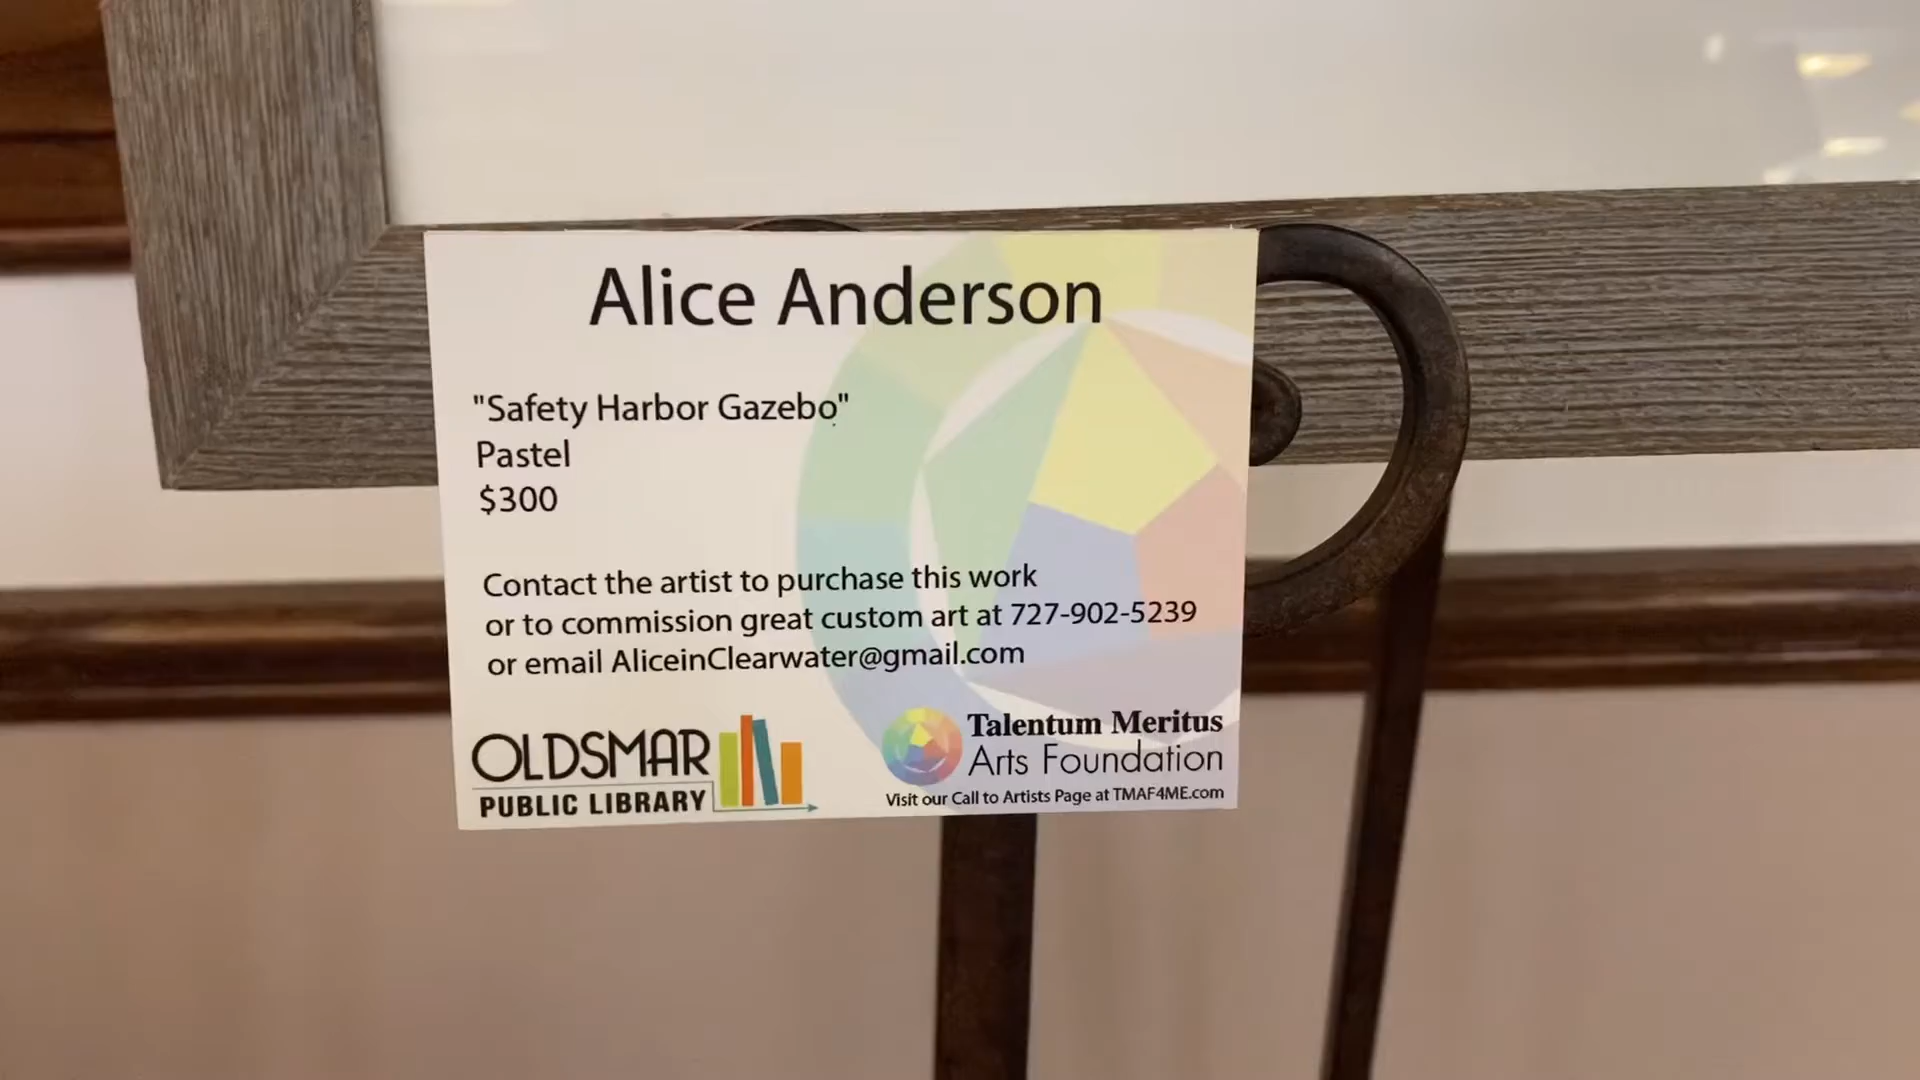 Alice Anderson
"Safety Harbor Gazebo"
Pastel
$300
Contact the artist to purchase this work
or to commission great custom art at 727-902-5239
or email AliceinClearwater@gmail.com
OLDSMAR
PUBLIC LIBRARY
Talentum Meritus
Arts Foundation
Visit our Call to Artists Page at TMAF4ME.com